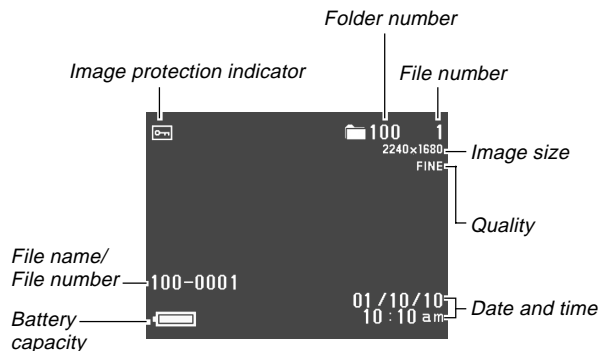 Folder number
Image protection indicator
File number
100 1
2240×1680
Image size
FINE
Quality
File name/
File number
100-0001
01/10/10
10:10 am
Date and time
Battery
capacity